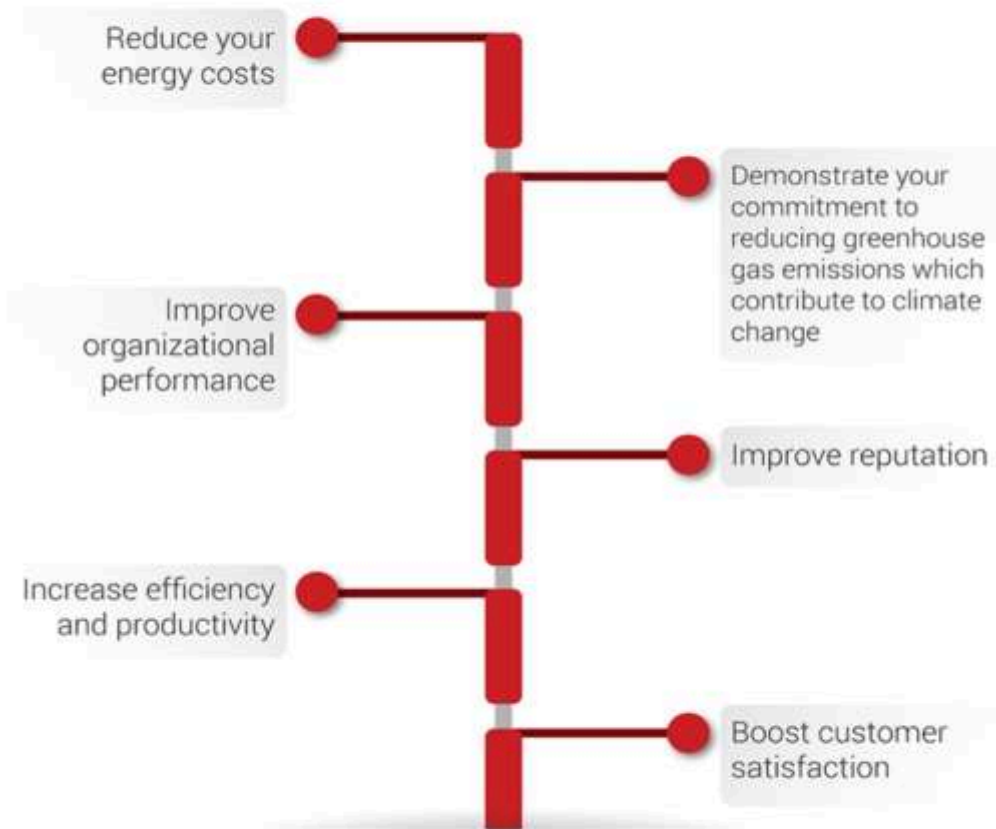 Reduce your
energy costs
Demonstrate your
commitment to
reducing greenhouse
gas emissions which
contribute to climate
change
Improve
organizational
performance
Improve reputation
Increase efficiency
and productivity
Boost customer
satisfaction